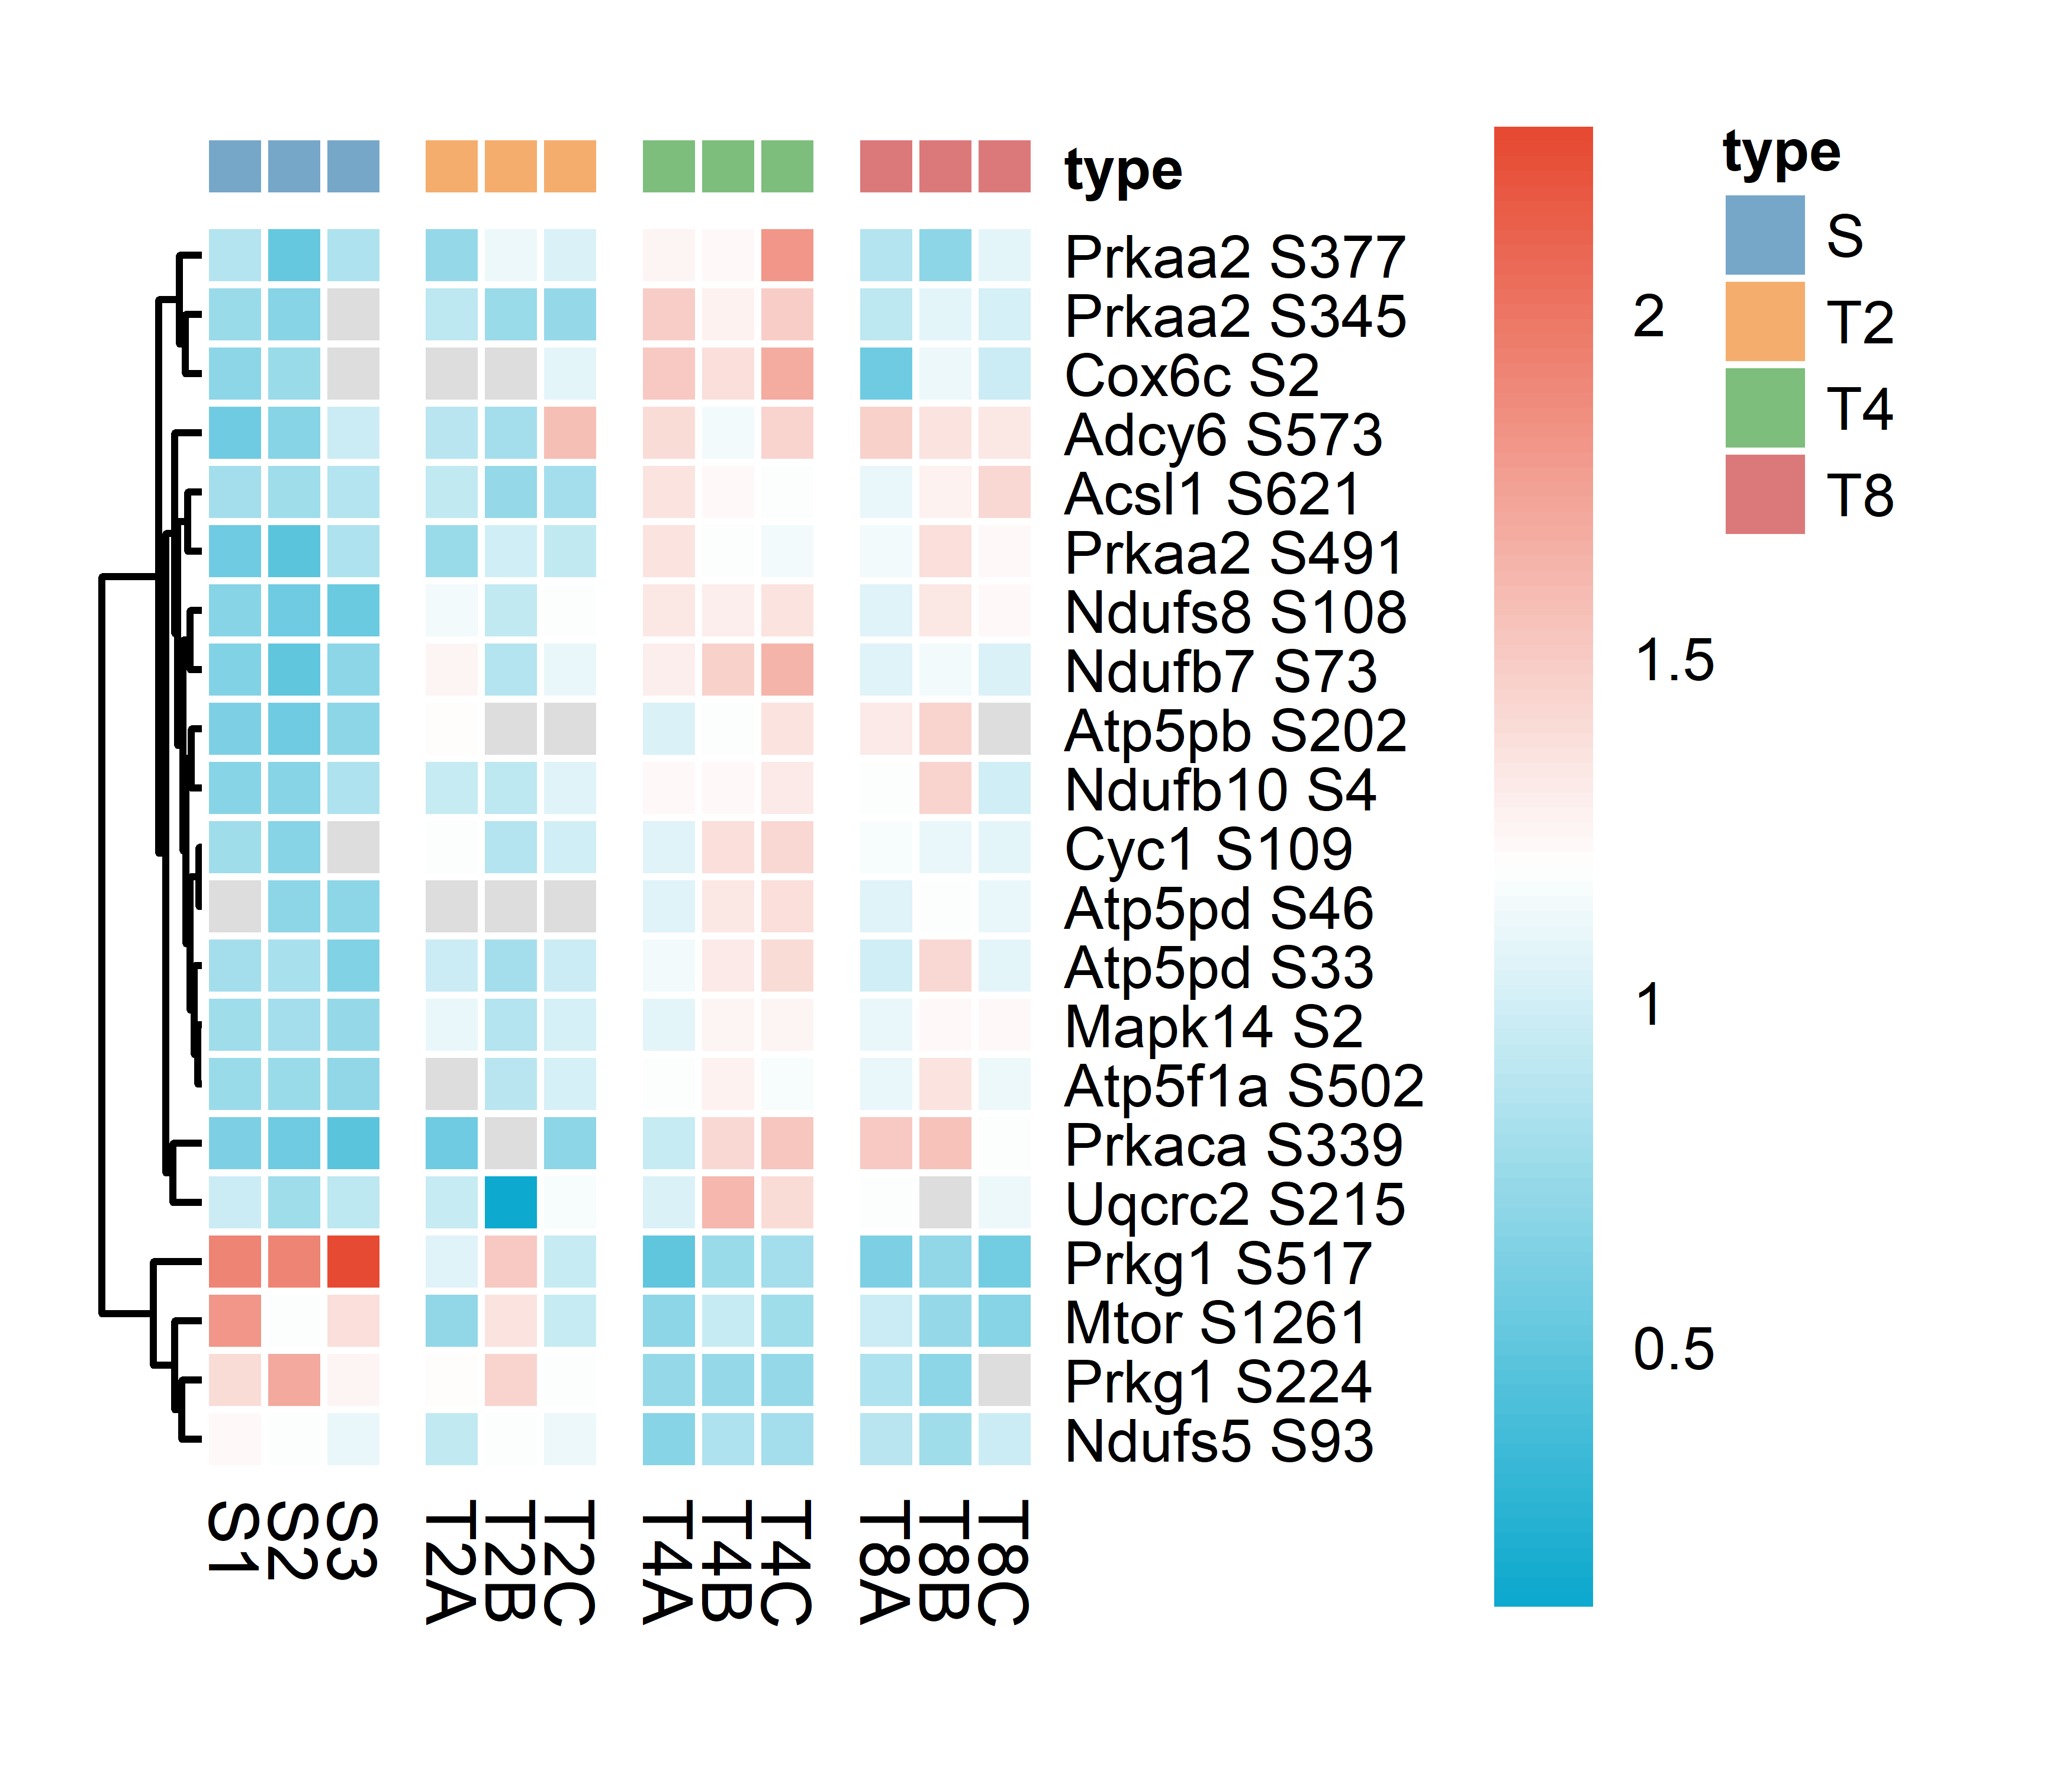 type
Prkaa2 S377
Prkaa2 S345
Cox6c S2
Adcy6 S573
Acsl1 S621
Prkaa2 S491
Ndufs8 S108
Ndufb7 S73
Atp5pb S202
Ndufb10 S4
Cyc1 S109
Atp5pd S46
Atp5pd S33
Mapk14 S2
Atp5f1a S502
Prkaca S339
Uqcrc2 S215
Prkg1 S517
Mtor S1261
Prkg1 S224
Ndufs5 S93
S1
S2
S3
T2A
T2B
T2C
T4A
T4B
T4C
T8A
T8B
T8C
2
1.5
1
0.5
type
S
T2
T4
T8